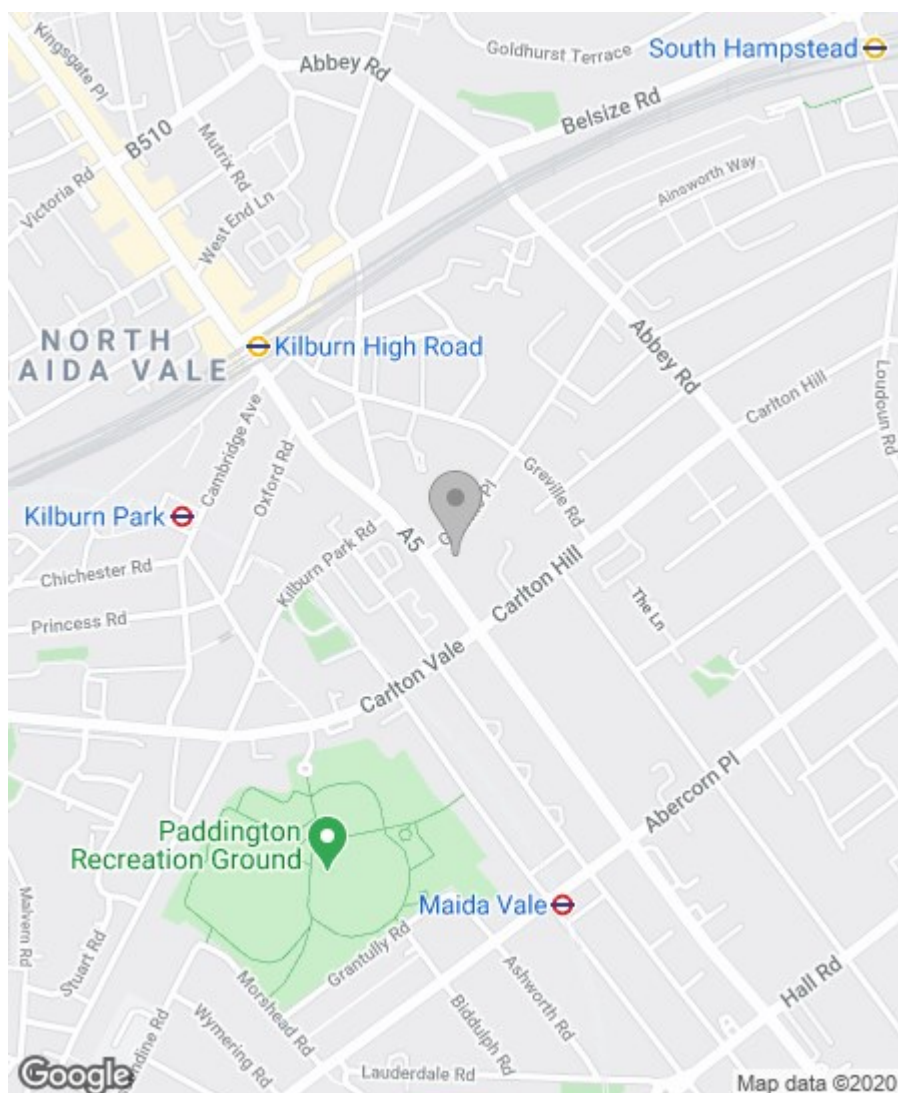 Kingsgate Pl
Goldhurst Terrace
South Hampstead
Abbey Rd
Belsize Rd
B510
Mutrix Rd
Victoria Rd
West End Ln
Ainsworth Way
NORTH
AIDA VALE
Kilburn High Road
Abbey Rd
Loudoun Rd
Carlton Hill
Cambridge Ave
Oxford Rd
Greville Rd
Pl
Kilburn Park
A5
Kilburn Park Rd
Chichester Rd
Carlton Hill
The Ln
Princess Rd
Carlton Vale
Abercorn Pl
Paddington
Recreation Ground
Maida Vale
Malvern Rd
Stuart Rd
Grantully Rd
Ashworth Rd
Hall Rd
Morshead Rd
Biddulph Rd
Wymering Rd
ndine Rd
Lauderdale Rd
Google
Map data ©2020